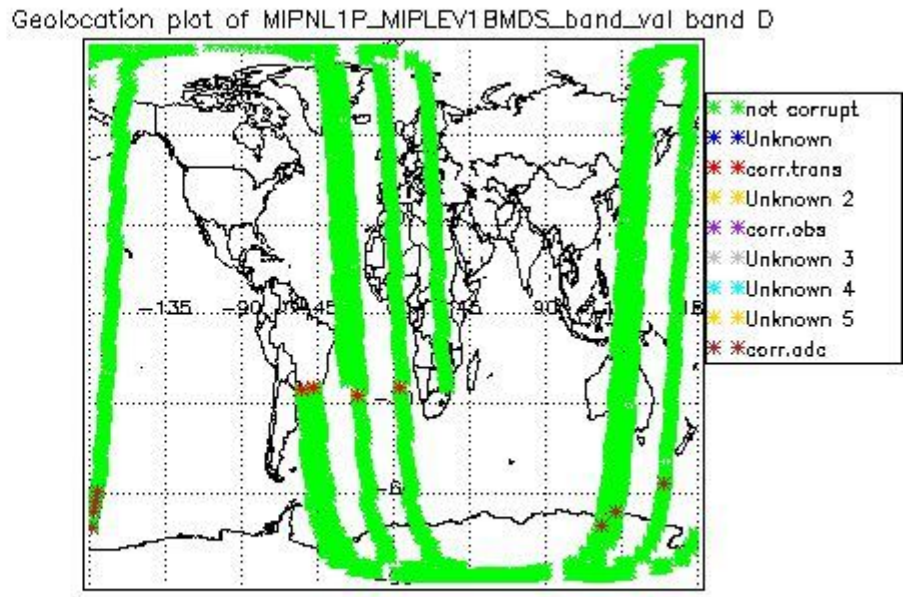 Geolocation plot of MIPNL1P_MIPLEV1BMDS_band_val band D
not corrupt
Unknown
corr.trans
Unknown 2
corr.obs
Unknown 3
Unknown 4
Unknown 5
corr.adc
-135
-90